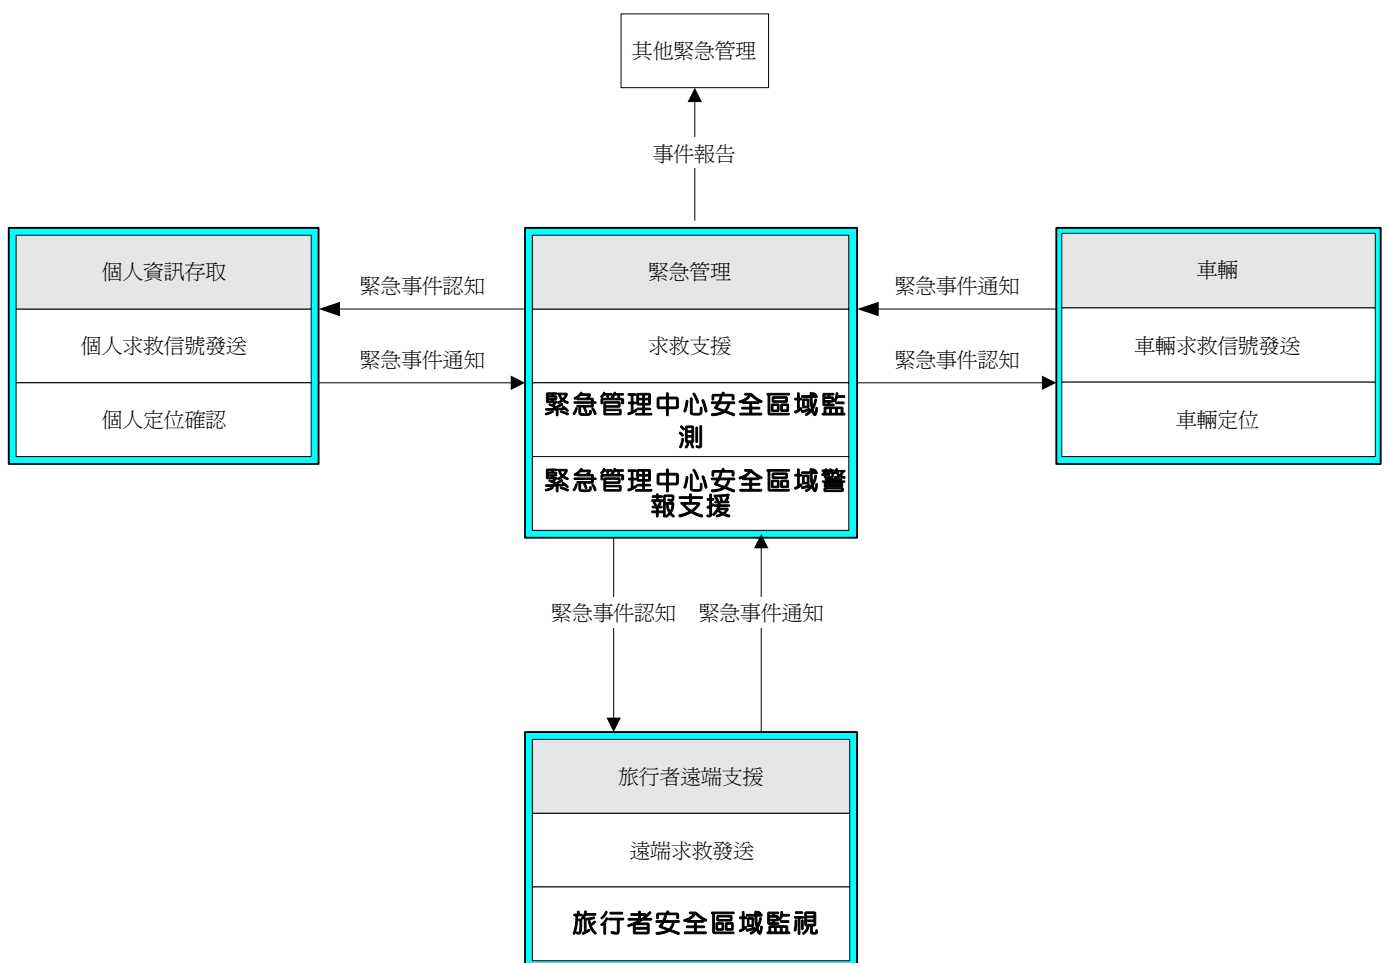 其他緊急管理
事件報告
個人資訊存取
個人求救信號發送
個人定位確認
緊急事件認知
緊急事件通知
緊急管理
求救支援
緊急管理中心安全區域監
測
緊急管理中心安全區域警
報支援
緊急事件通知
緊急事件認知
車輛
車輛求救信號發送
車輛定位
緊急事件認知
緊急事件通知
旅行者遠端支援
遠端求救發送
旅行者安全區域監視